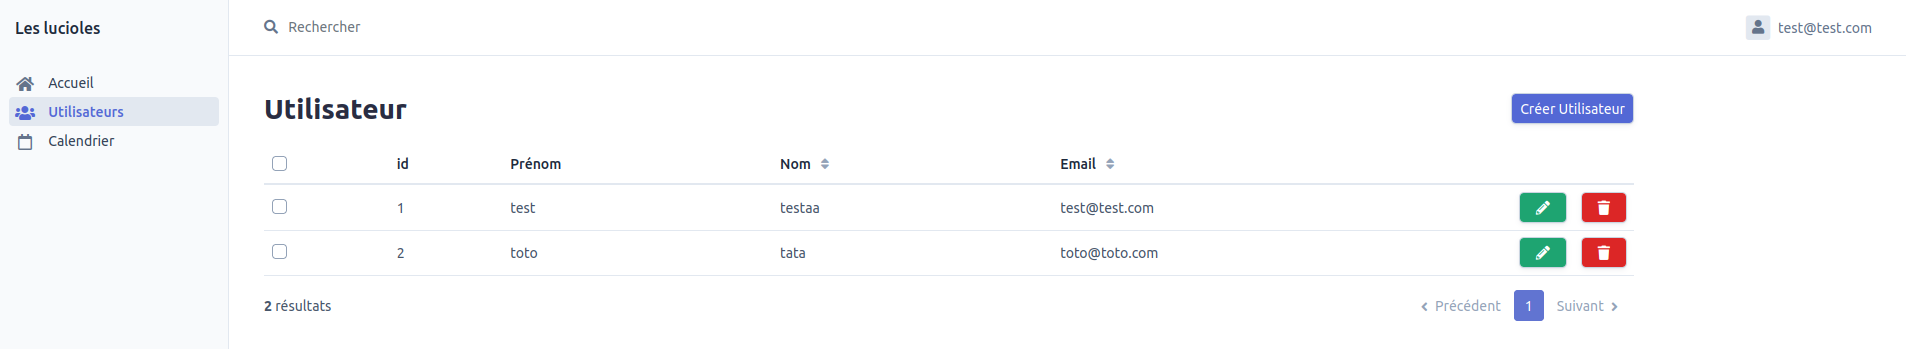 Les lucioles
Rechercher
test@test.com
Accueil
Utilisateurs
Calendrier
Utilisateur
Créer Utilisateur
id Prénom Nom Email
1 test testaa test@test.com
2 toto tata toto@toto.com
2 résultats
Précédent 1 Suivant